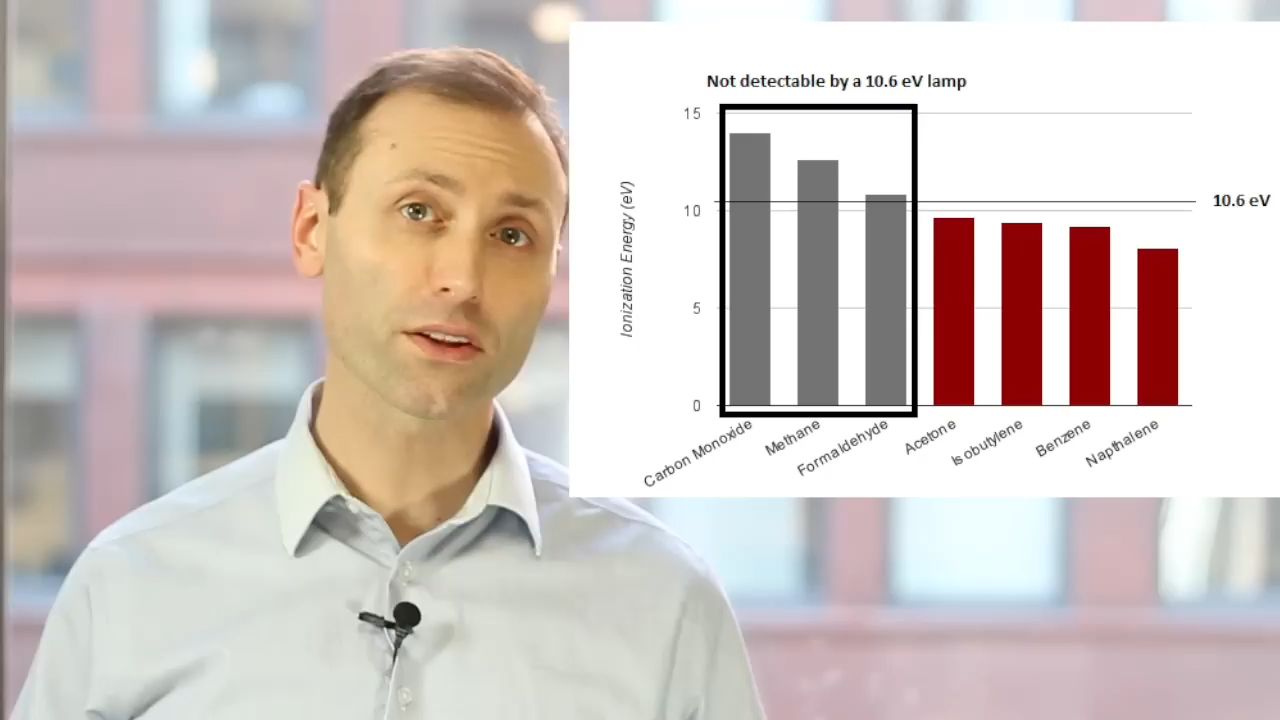 Not detectable by a 10.6 eV lamp
15
10
5
0
Ionization Energy (eV)
10.6 eV
Carbon Monoxide
Methane
Formaldehyde
Acetone
Isobutylene
Benzene
Napthalene